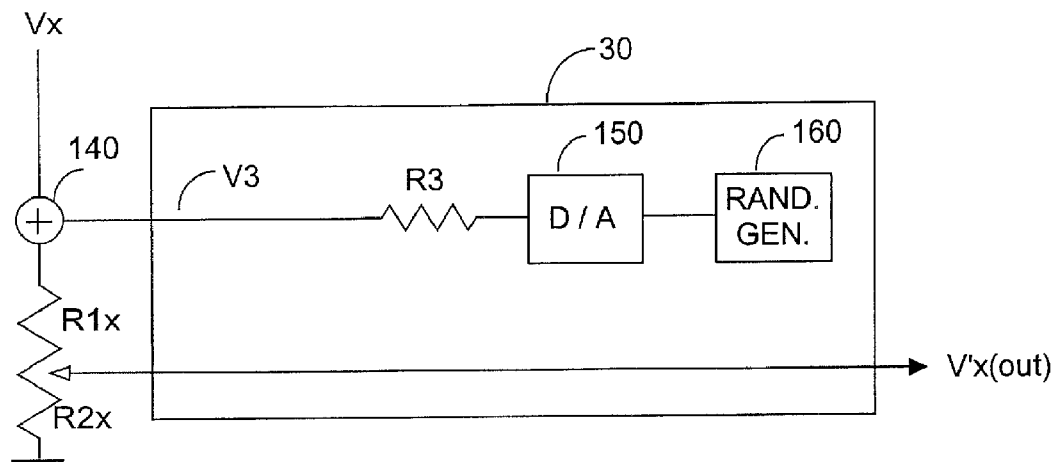 Vx
30
140
150
160
V3
R3
D / A
RAND.
GEN.
R1x
V'x(out)
R2x